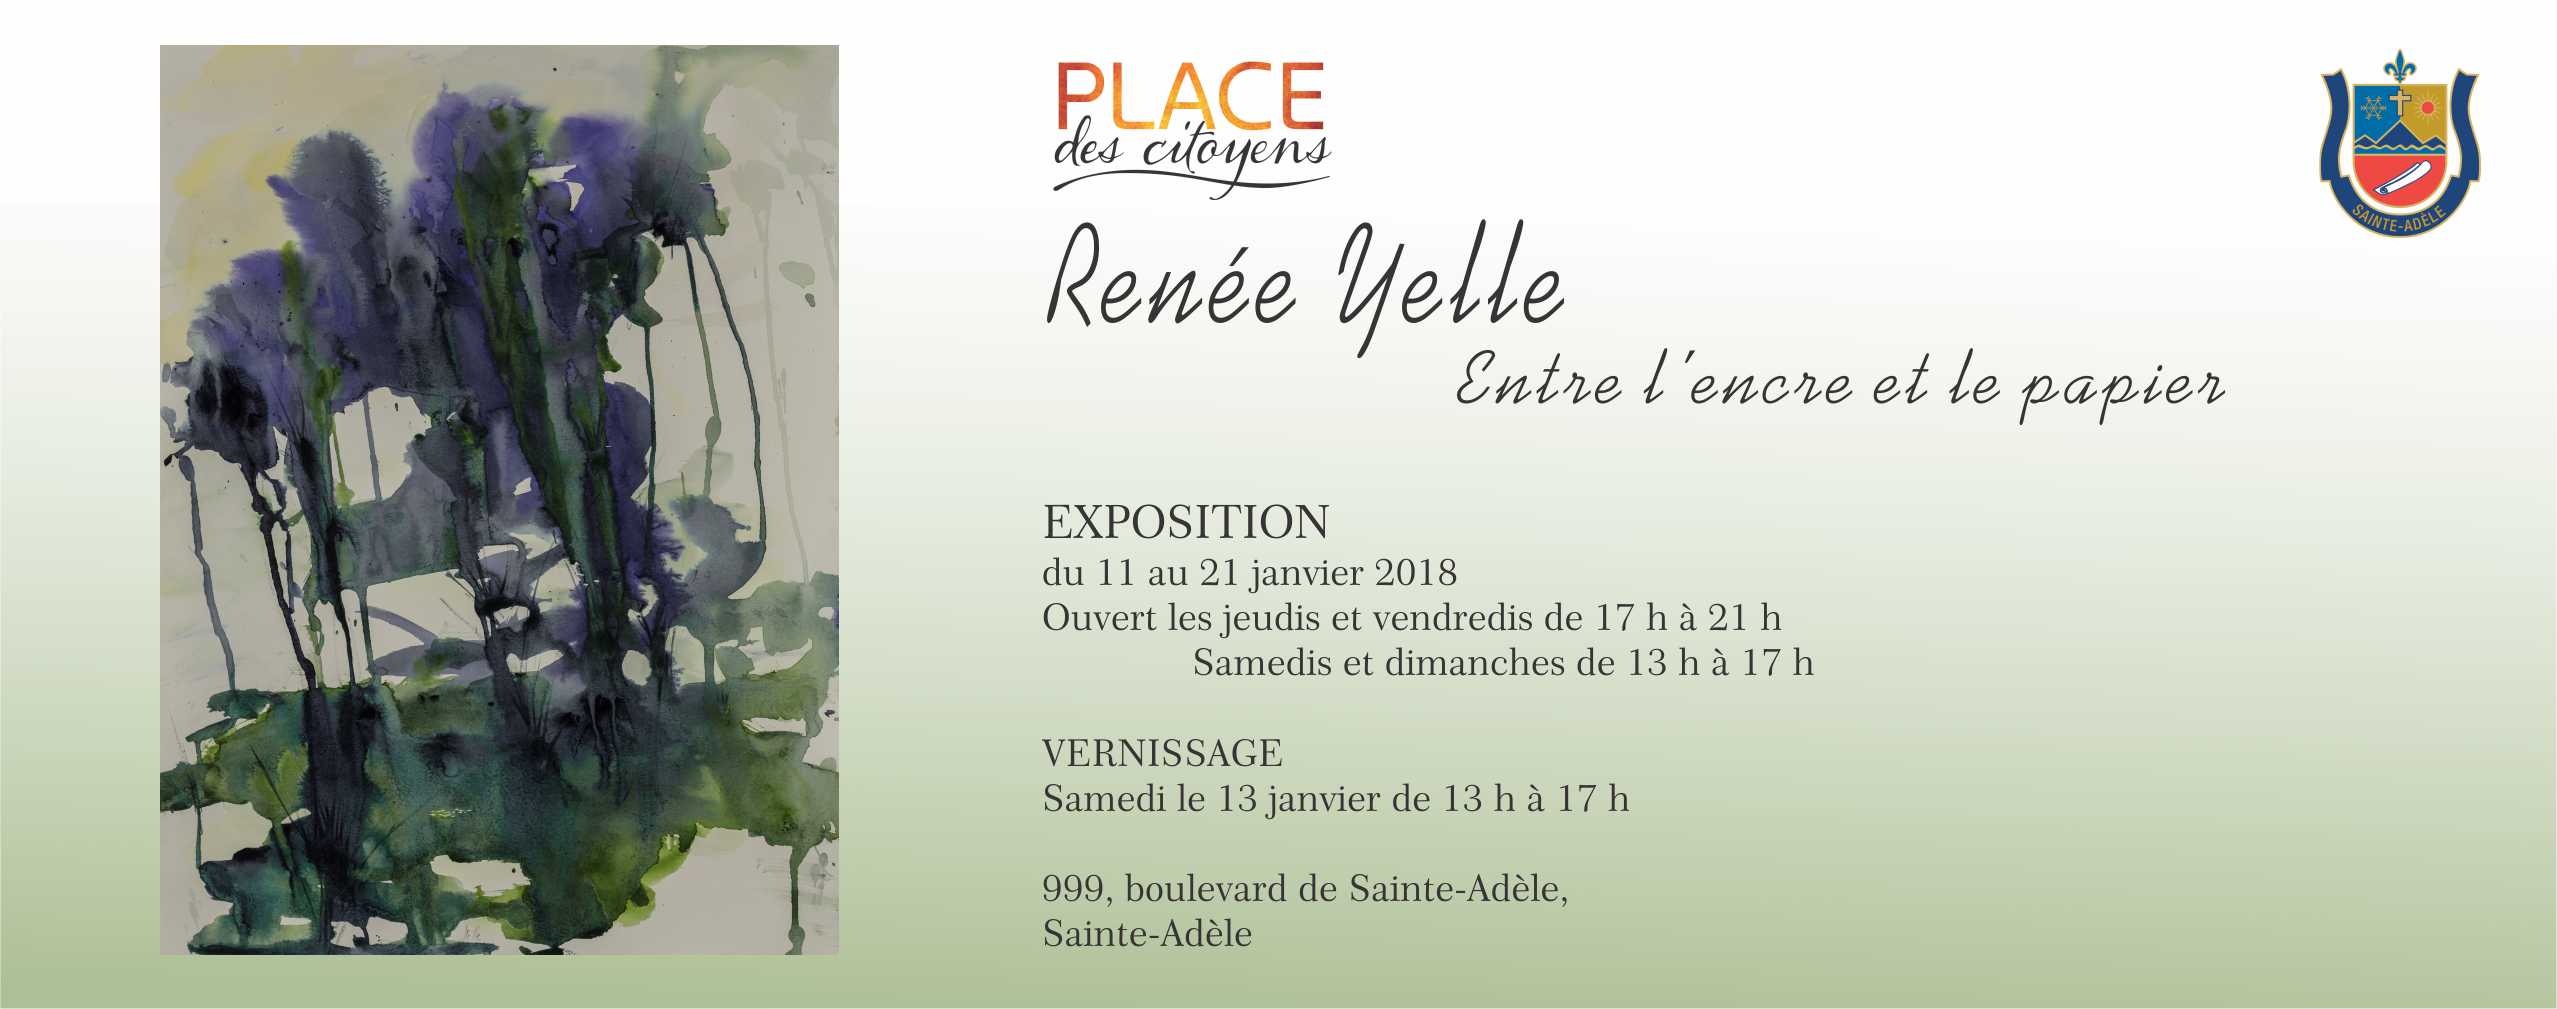 PLACE
des citoyens
SAINTE-ADÈLE
Renée Yelle
Entre l'encre et le papier
EXPOSITION
du 11 au 21 janvier 2018
Ouvert les jeudis et vendredis de 17 h à 21 h
Samedis et dimanches de 13 h à 17 h
VERNISSAGE
Samedi le 13 janvier de 13 h à 17 h
999, boulevard de Sainte-Adèle,
Sainte-Adèle